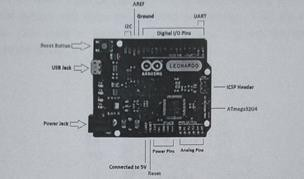 AREF
Ground
UART
I2C
Digital I/O Pins
Reset Button
USB Jack
ARDUINO
LEONARDO
ICSP Header
ATmega32U4
Power Jack
Power Pins
Analog Pins
Connected to 5V
Reset